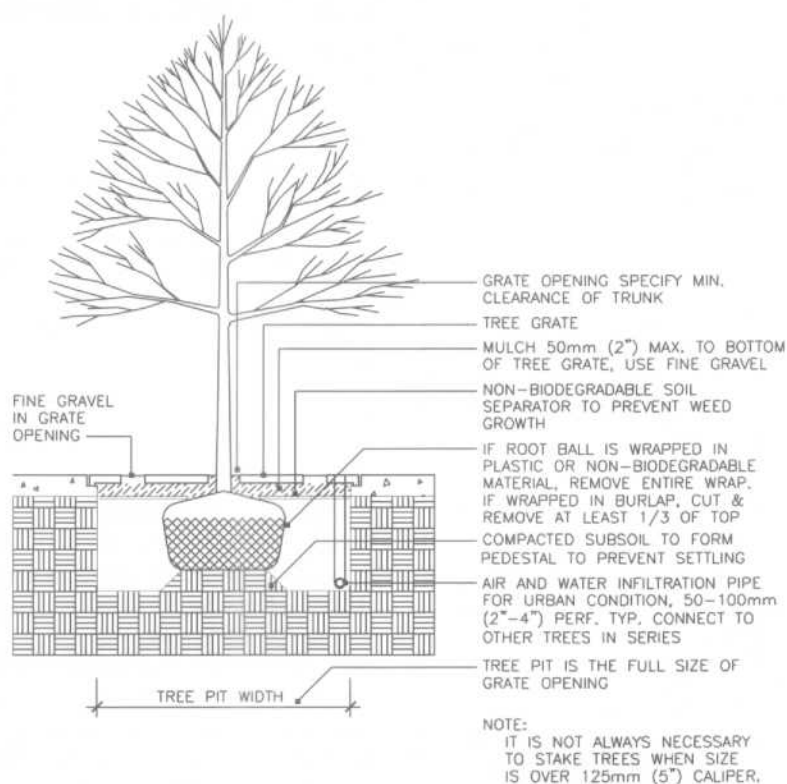 GRATE OPENING SPECIFY MIN.
CLEARANCE OF TRUNK
TREE GRATE
MULCH 50mm (2") MAX. TO BOTTOM
OF TREE GRATE, USE FINE GRAVEL
NON-BIODEGRADABLE SOIL
SEPARATOR TO PREVENT WEED
GROWTH
FINE GRAVEL
IN GRATE
OPENING
IF ROOT BALL IS WRAPPED IN
PLASTIC OR NON-BIODEGRADABLE
MATERIAL, REMOVE ENTIRE WRAP.
IF WRAPPED IN BURLAP, CUT &
REMOVE AT LEAST 1/3 OF TOP
COMPACTED SUBSOIL TO FORM
PEDESTAL TO PREVENT SETTLING
AIR AND WATER INFILTRATION PIPE
FOR URBAN CONDITION, 50-100mm
(2"-4") PERF. TYP. CONNECT TO
OTHER TREES IN SERIES
TREE PIT IS THE FULL SIZE OF
GRATE OPENING
TREE PIT WIDTH
NOTE:
IT IS NOT ALWAYS NECESSARY
TO STAKE TREES WHEN SIZE
IS OVER 125mm (5") CALIPER.